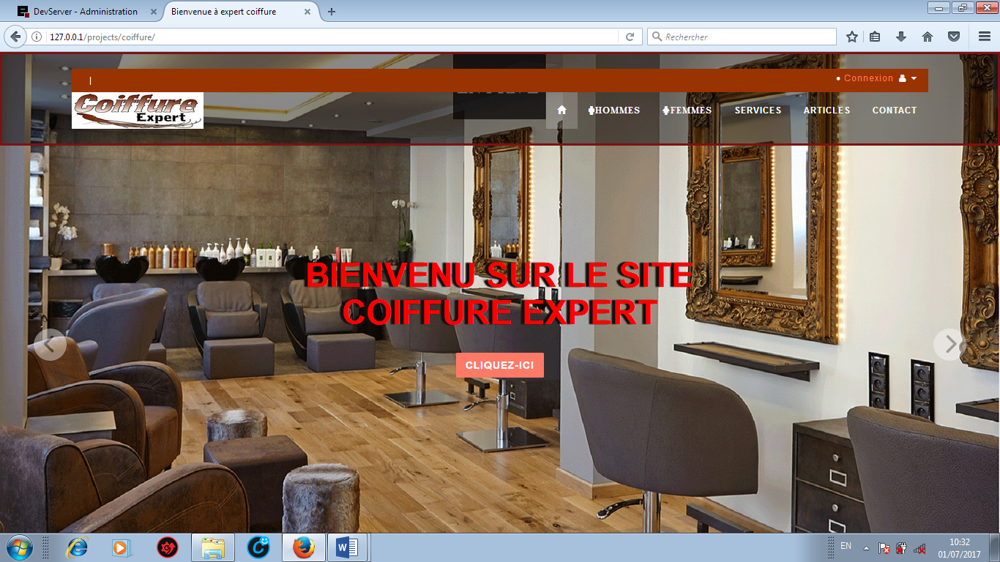 DevServer - Administration
Bienvenue à expert coiffure
127.0.0.1/projects/coiffure/
Rechercher
|
• Connexion
Coiffure
Expert
HOMMES
FEMMES
SERVICES
ARTICLES
CONTACT
BIENVENU SUR LE SITE
COIFFURE EXPERT
CLIQUEZ-ICI
EN
10:32
01/07/2017